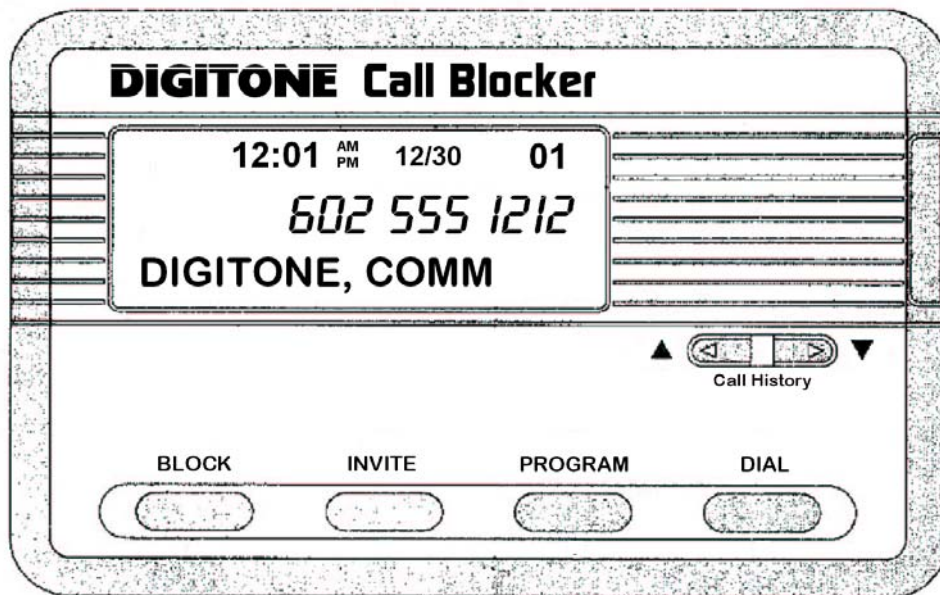 DIGITONE Call Blocker
12:01 AM PM 12/30 01
602 555 1212
DIGITONE, COMM
▲ ▼
Call History
BLOCK INVITE PROGRAM DIAL